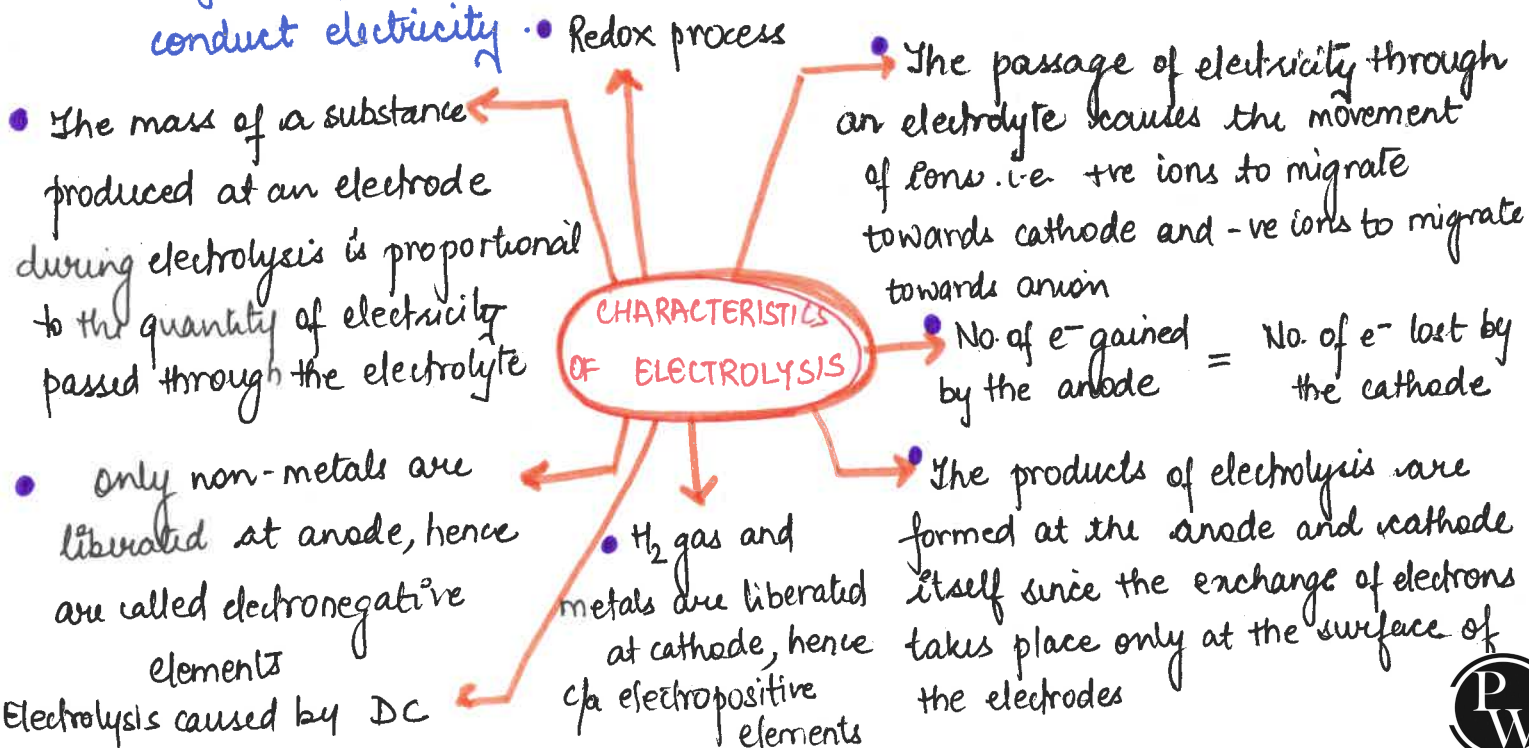 conduct electricity.
• Redox process
• The mass of a substance
produced at an electrode
during electrolysis is proportional
to the quantity of electricity
passed through the electrolyte
• The passage of electricity through
an electrolyte causes the movement
of ions. i.e +ve ions to migrate
towards cathode and -ve ions to migrate
towards anion
CHARACTERISTICS
OF ELECTROLYSIS
• No. of e⁻ gained = No. of e⁻ lost by
by the anode the cathode
• only non-metals are
liberated at anode, hence
are called electronegative
elements
Electrolysis caused by DC
• H₂ gas and
metals are liberated
at cathode, hence
c/a electropositive
elements
• The products of electrolysis are
formed at the anode and cathode
itself since the exchange of electrons
takes place only at the surface of
the electrodes
PW